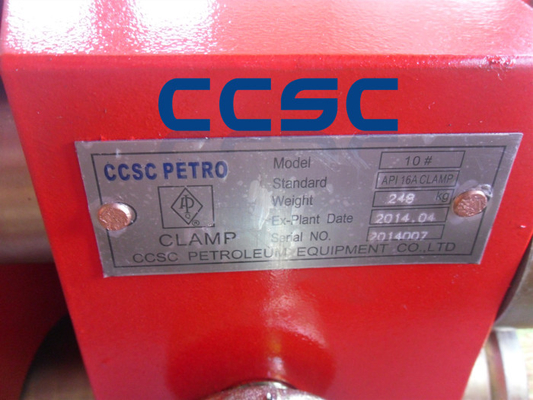 CCSC
CCSC PETRO
Model 10#
Standard API 16A CLAMP
Weight 248 kg
Ex-Plant Date 2014.04
CLAMP
Serial NO. 2014007
CCSC PETROLEUM EQUIPMENT CO.,LTD